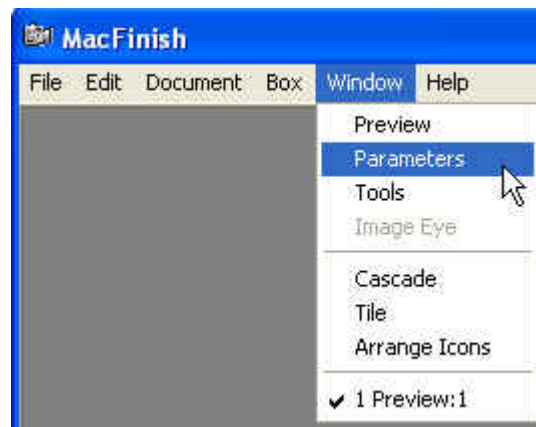 MacFinish
File Edit Document Box Window Help
Preview
Parameters
Tools
Image Eye
Cascade
Tile
Arrange Icons
1 Preview:1